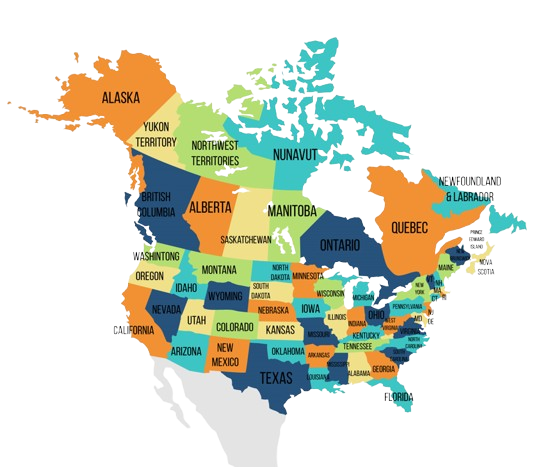 ALASKA
YUKON
TERRITORY
NORTHWEST
TERRITORIES
NUNAVUT
NEWFOUNDLAND
& LABRADOR
BRITISH
COLUMBIA
ALBERTA
SASKATCHEWAN
MANITOBA
ONTARIO
QUEBEC
PRINCE
EDWARD
ISLAND
NOVA
SCOTIA
MAINE
WASHINTONG
OREGON
IDAHO
MONTANA
NORTH
DAKOTA
MINNESOTA
SOUTH
DAKOTA
WISCONSIN
MICHIGAN
NEW
YORK
VT
NH
MA
CT
RI
WYOMING
NEBRASKA
IOWA
PENNSYLVANIA
NJ
MD
DE
CALIFORNIA
NEVADA
UTAH
COLORADO
KANSAS
MISSOURI
ILLINOIS
INDIANA
OHIO
WEST
VIRGINIA
VIRGINIA
KENTUCKY
ARIZONA
NEW
MEXICO
OKLAHOMA
ARKANSAS
TENNESSEE
NORTH
CAROLINA
SOUTH
CAROLINA
TEXAS
LOUISIANA
MISSISSIPPI
ALABAMA
GEORGIA
FLORIDA